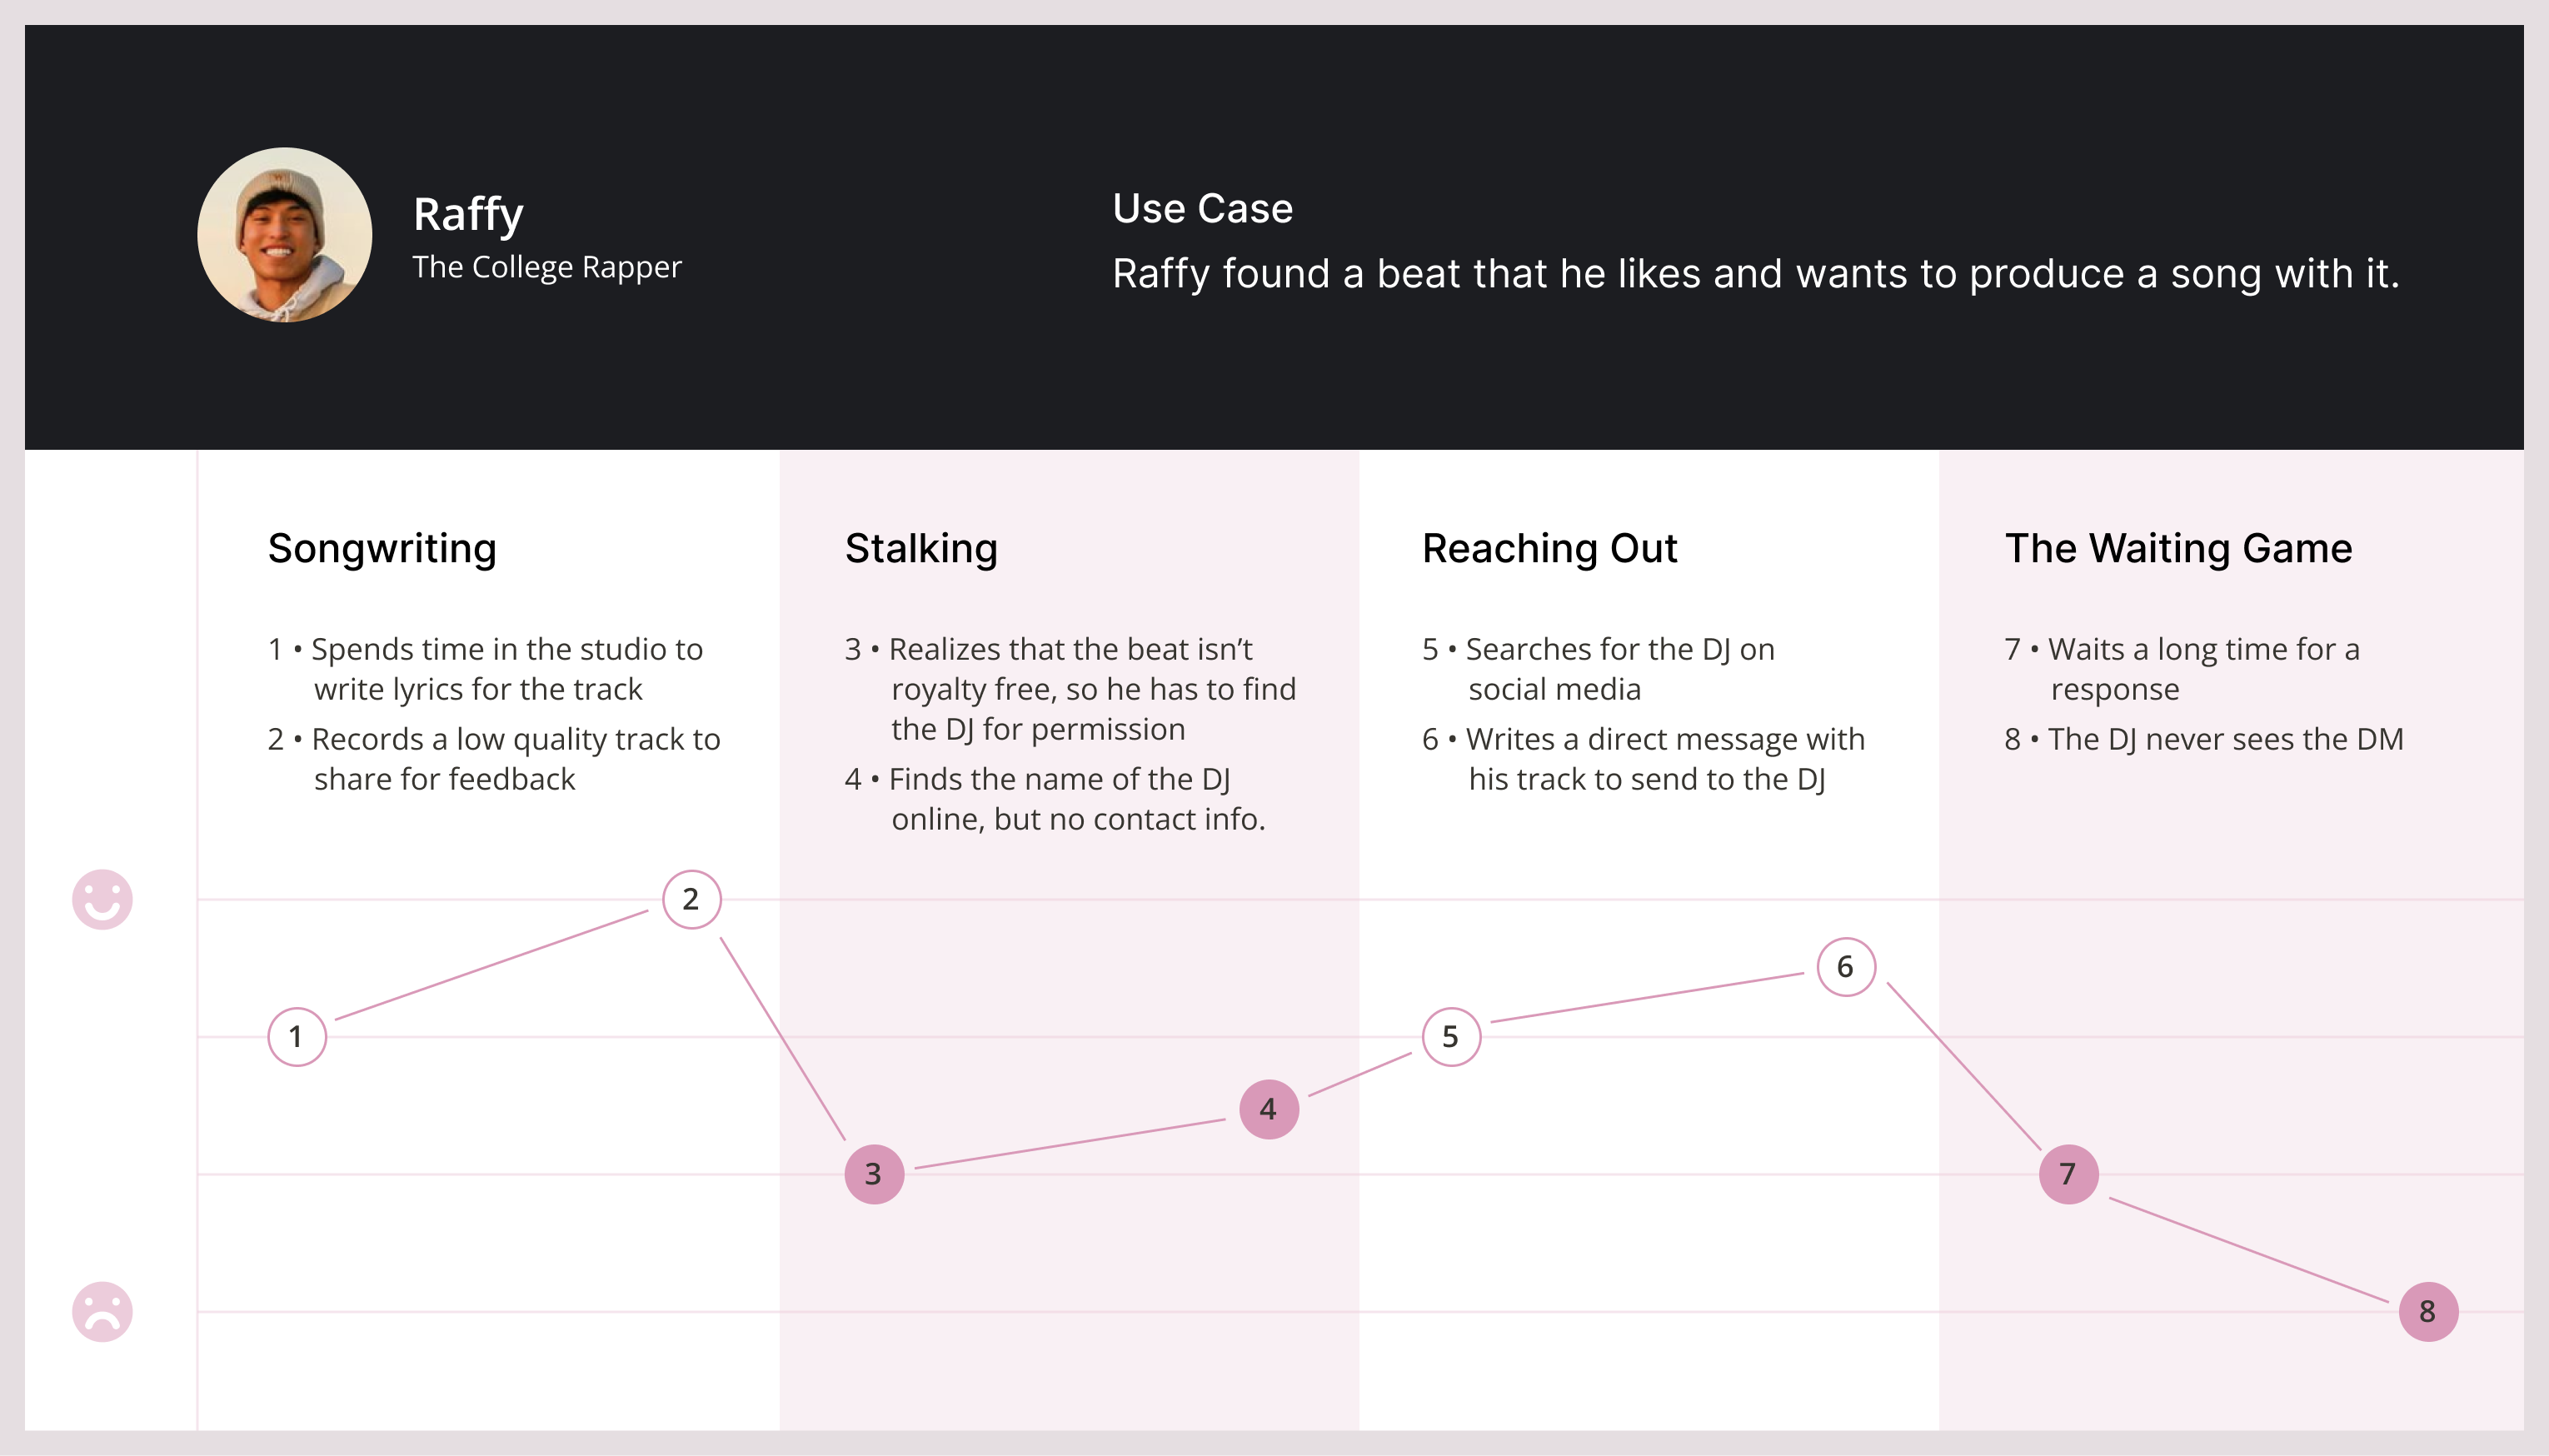 Raffy
The College Rapper
Use Case
Raffy found a beat that he likes and wants to produce a song with it.
Songwriting
1 • Spends time in the studio to
write lyrics for the track
2 • Records a low quality track to
share for feedback
Stalking
3 • Realizes that the beat isn’t
royalty free, so he has to find
the DJ for permission
4 • Finds the name of the DJ
online, but no contact info.
Reaching Out
5 • Searches for the DJ on
social media
6 • Writes a direct message with
his track to send to the DJ
The Waiting Game
7 • Waits a long time for a
response
8 • The DJ never sees the DM
1
2
3
4
5
6
7
8